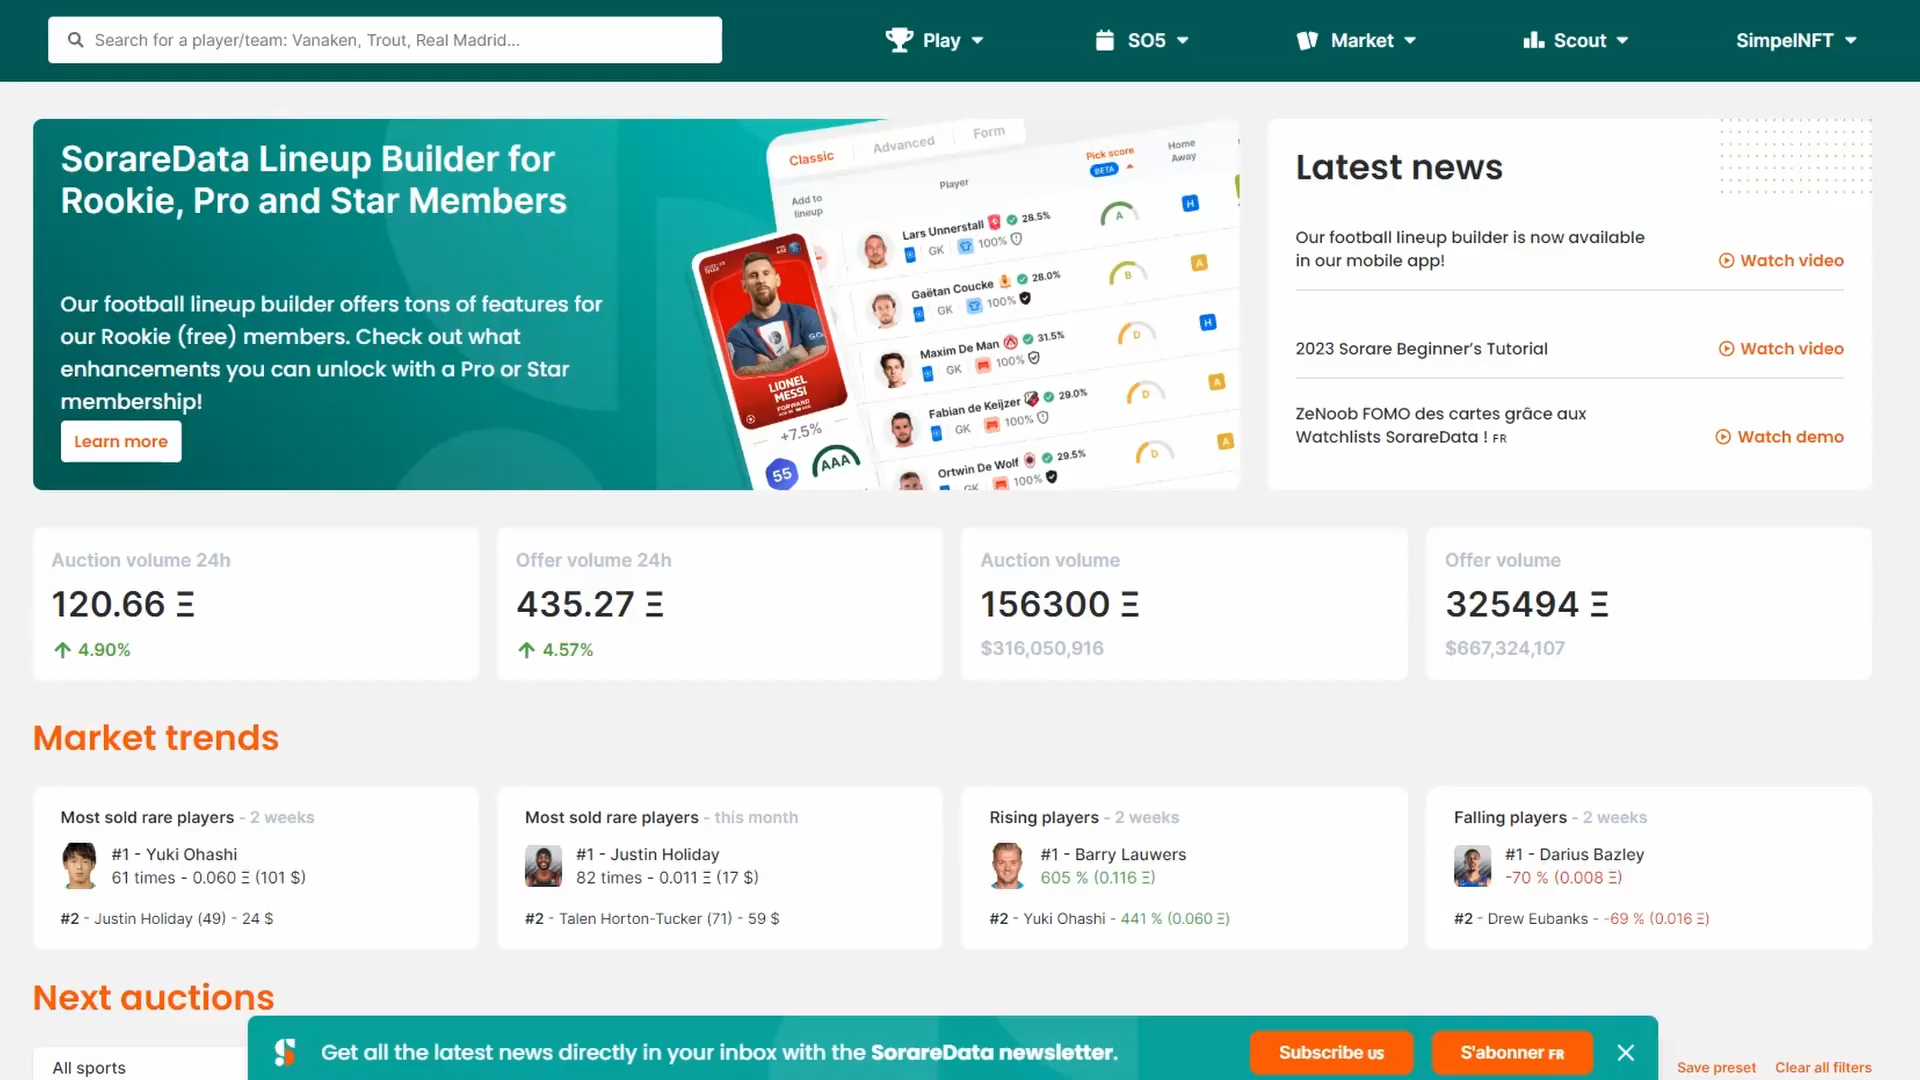 Search for a player/team: Vanaken, Trout, Real Madrid...
Play
SO5
Market
Scout
SimpelNFT
SorareData Lineup Builder for
Rookie, Pro and Star Members
Our football lineup builder offers tons of features for
our Rookie (free) members. Check out what
enhancements you can unlock with a Pro or Star
membership!
Learn more
Classic
Advanced
Form
Add to
lineup
Player
Pick score
BETA
Home
Away
Lars Unnerstall 28.5%
GK 100%
A
H
Gaëtan Coucke 28.0%
GK 100%
B
A
Maxim De Man 31.5%
GK 100%
D
H
Fabian de Keijzer 29.0%
GK 100%
D
A
Ortwin De Wolf 29.5%
GK 100%
D
A
LIONEL
MESSI
FORWARD
+7.5%
55
AAA
Latest news
Our football lineup builder is now available
in our mobile app!
Watch video
2023 Sorare Beginner's Tutorial
Watch video
ZeNoob FOMO des cartes grâce aux
Watchlists SorareData ! FR
Watch demo
Auction volume 24h
120.66 Ξ
4.90%
Offer volume 24h
435.27 Ξ
4.57%
Auction volume
156300 Ξ
$316,050,916
Offer volume
325494 Ξ
$667,324,107
Market trends
Most sold rare players - 2 weeks
#1 - Yuki Ohashi
61 times - 0.060 Ξ (101 $)
#2 - Justin Holiday (49) - 24 $
Most sold rare players - this month
#1 - Justin Holiday
82 times - 0.011 Ξ (17 $)
#2 - Talen Horton-Tucker (71) - 59 $
Rising players - 2 weeks
#1 - Barry Lauwers
605 % (0.116 Ξ)
#2 - Yuki Ohashi - 441 % (0.060 Ξ)
Falling players - 2 weeks
#1 - Darius Bazley
-70 % (0.008 Ξ)
#2 - Drew Eubanks - -69 % (0.016 Ξ)
Next auctions
All sports
Get all the latest news directly in your inbox with the SorareData newsletter.
Subscribe US
S'abonner FR
Save preset
Clear all filters